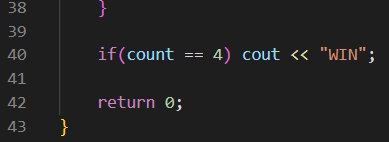 38 }
39
40 if(count == 4) cout << "WIN";
41
42 return 0;
43 }